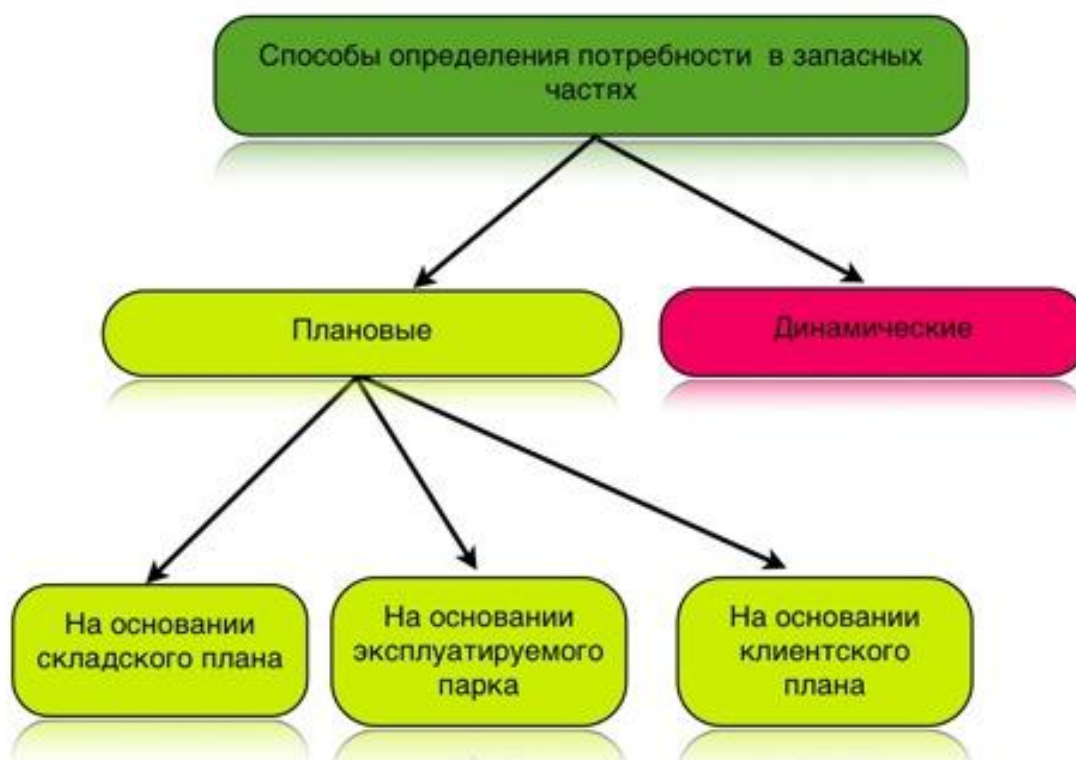 Способы определения потребности в запасных
частях
Плановые
Динамические
На основании
складского плана
На основании
эксплуатируемого
парка
На основании
клиентского
плана